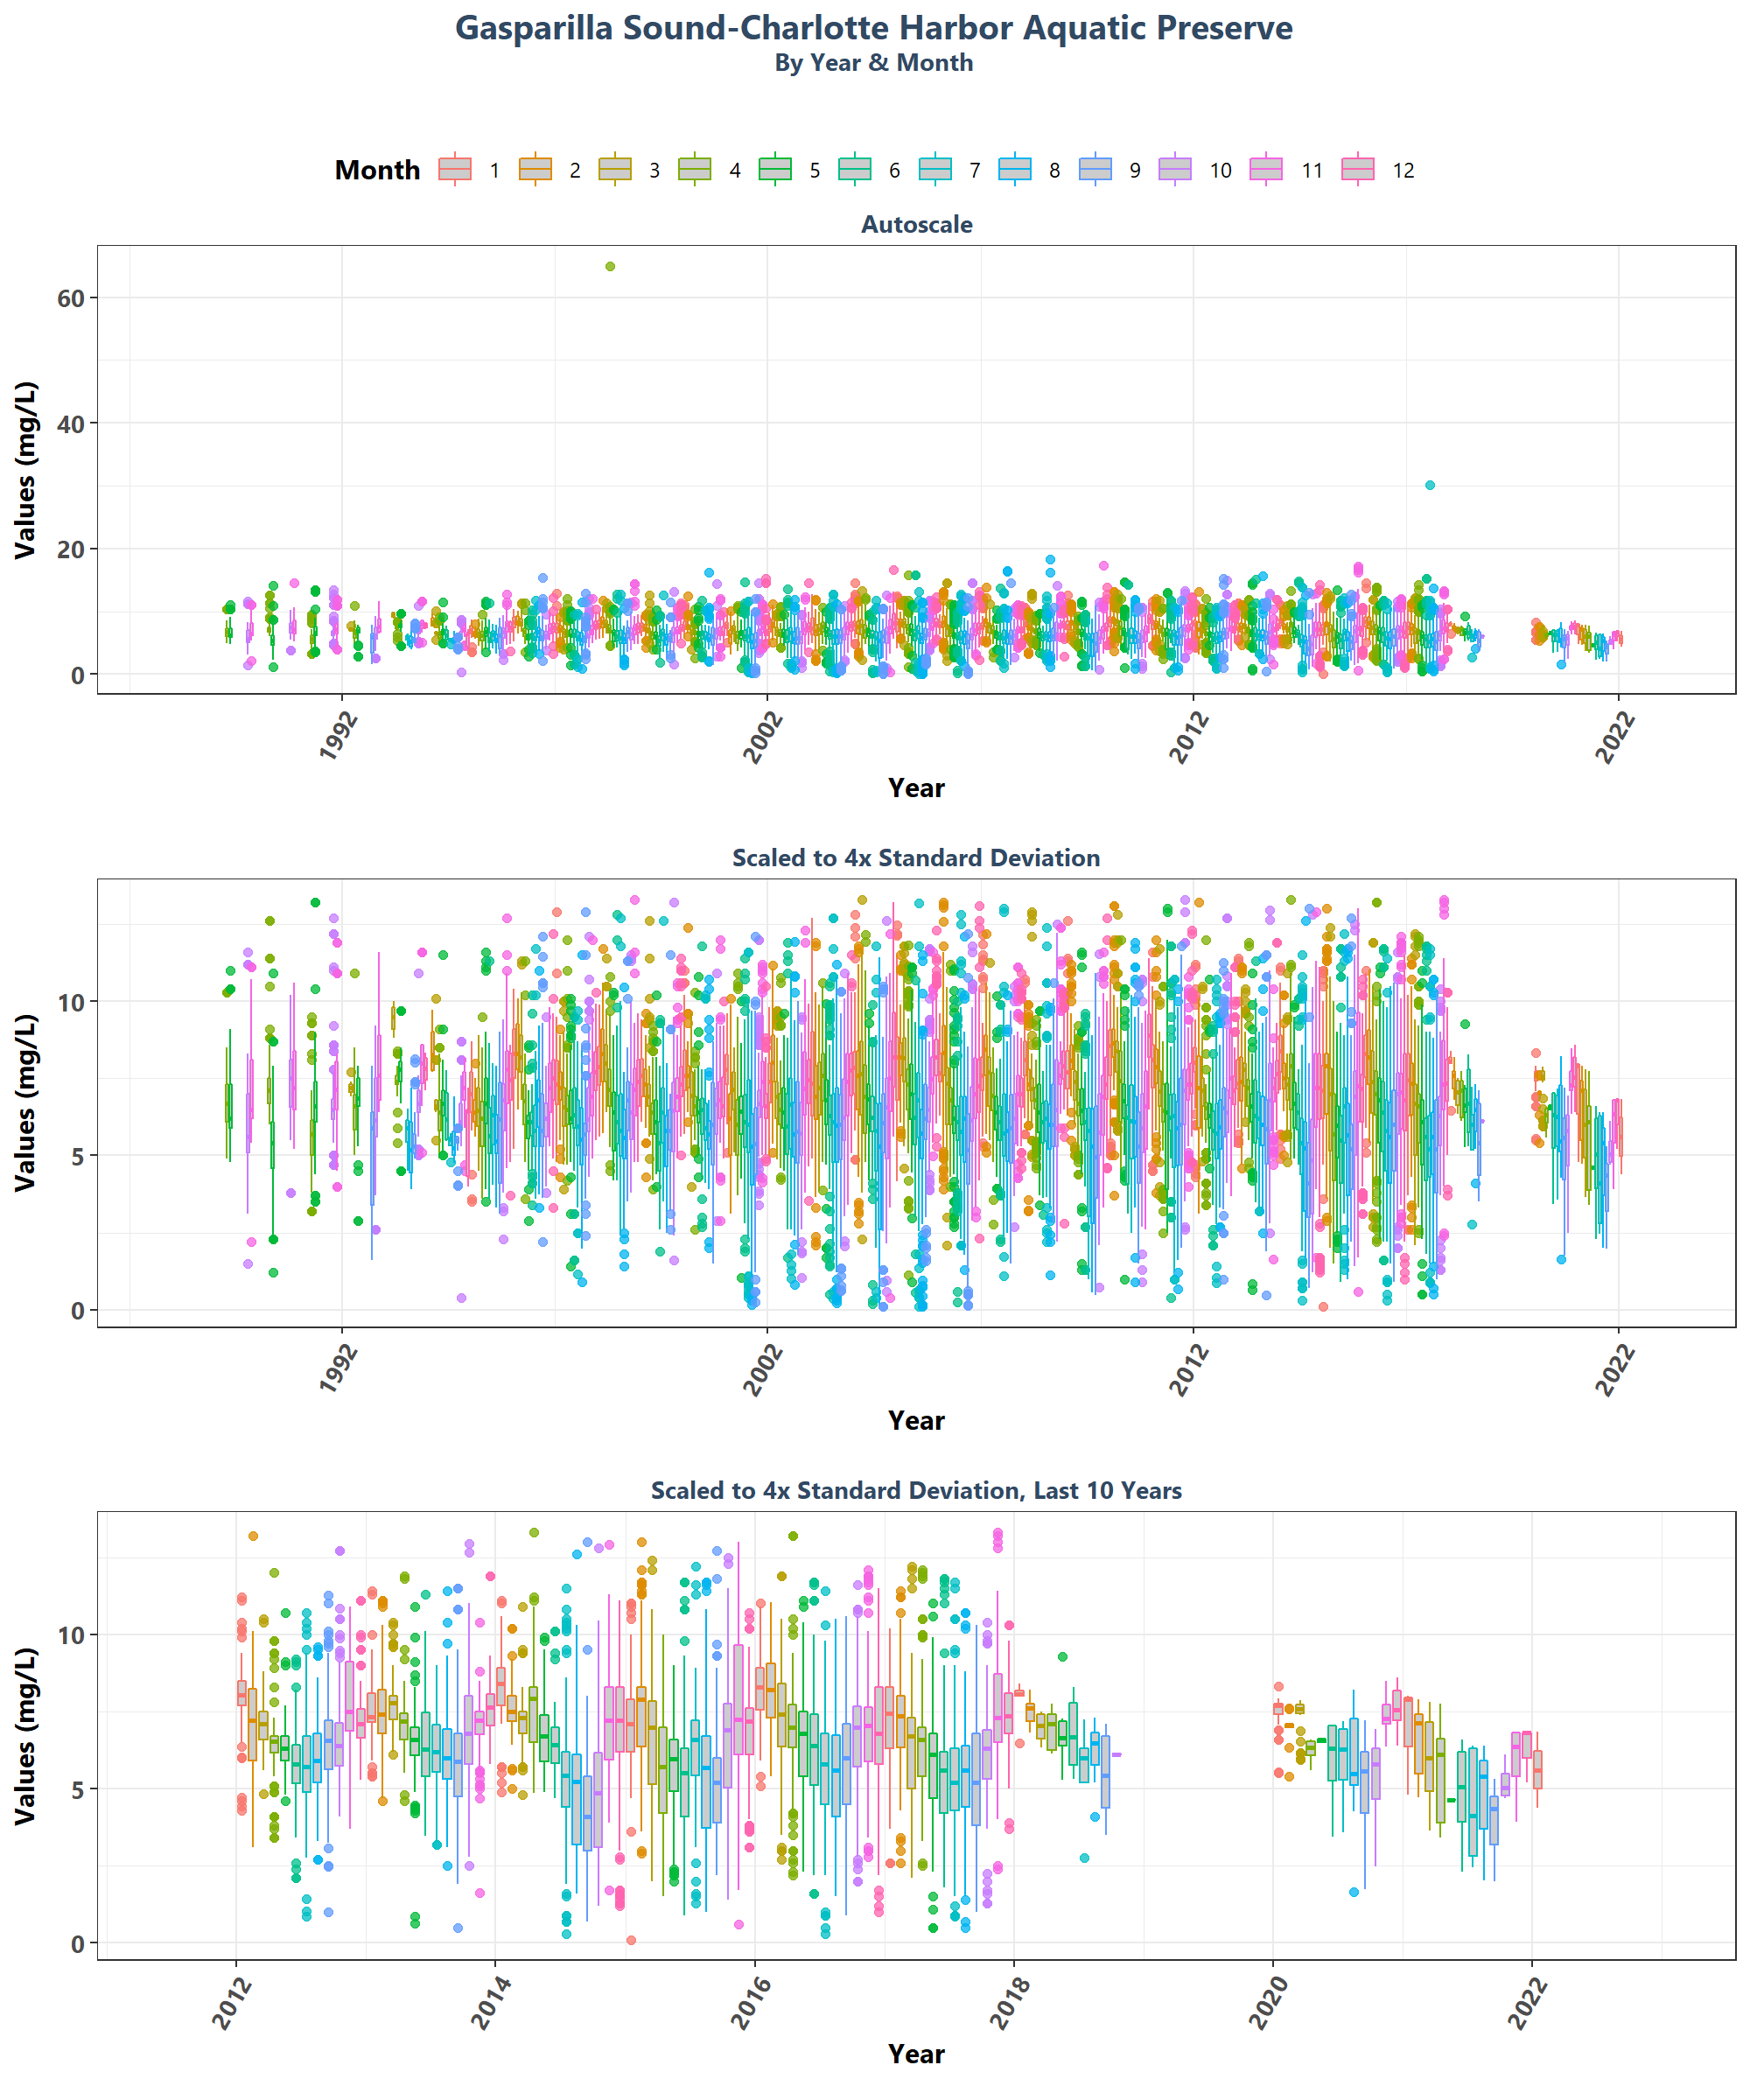 Gasparilla Sound-Charlotte Harbor Aquatic Preserve
By Year & Month
Month 1 2 3 4 5 6 7 8 9 10 11 12
Autoscale
Values (mg/L)
60
40
20
0
1992 2002 2012 2022
Year
Scaled to 4x Standard Deviation
Values (mg/L)
10
5
0
1992 2002 2012 2022
Year
Scaled to 4x Standard Deviation, Last 10 Years
Values (mg/L)
10
5
0
2012 2014 2016 2018 2020 2022
Year